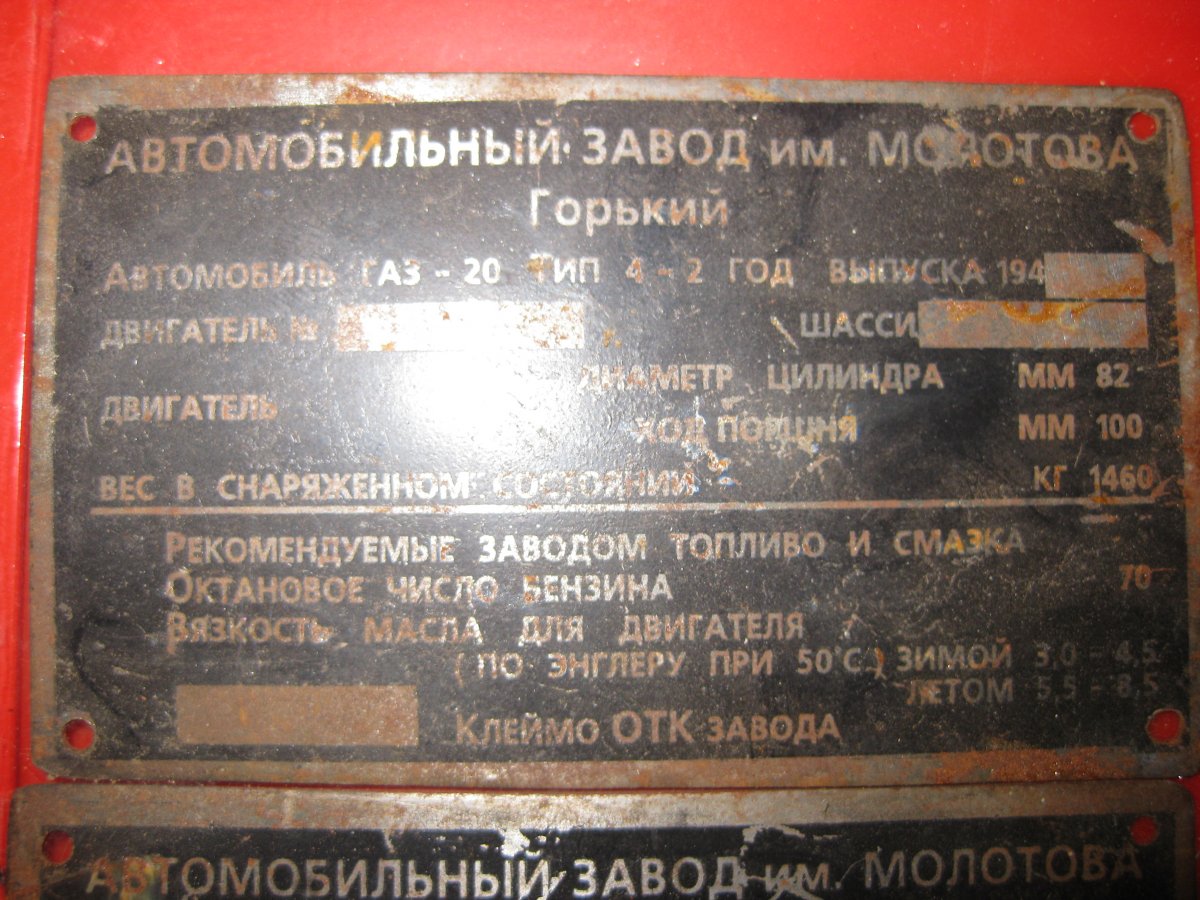 АВТОМОБИЛЬНЫЙ ЗАВОД им. МОЛОТОВА
Горький
АВТОМОБИЛЬ ГАЗ - 20 ТИП 4 - 2 ГОД ВЫПУСКА 194
ДВИГАТЕЛЬ № ШАССИ
ДИАМЕТР ЦИЛИНДРА ММ 82
ДВИГАТЕЛЬ
ХОД ПОРШНЯ ММ 100
ВЕС В СНАРЯЖЕННОМ СОСТОЯНИИ КГ 1460
РЕКОМЕНДУЕМЫЕ ЗАВОДОМ ТОПЛИВО И СМАЗКА
ОКТАНОВОЕ ЧИСЛО БЕНЗИНА 70
ВЯЗКОСТЬ МАСЛА ДЛЯ ДВИГАТЕЛЯ
(ПО ЭНГЛЕРУ ПРИ 50°С.) ЗИМОЙ 3,0 - 4,5
ЛЕТОМ 5,5 - 8,5
КЛЕЙМО ОТК ЗАВОДА
АВТОМОБИЛЬНЫЙ ЗАВОД им. МОЛОТОВА